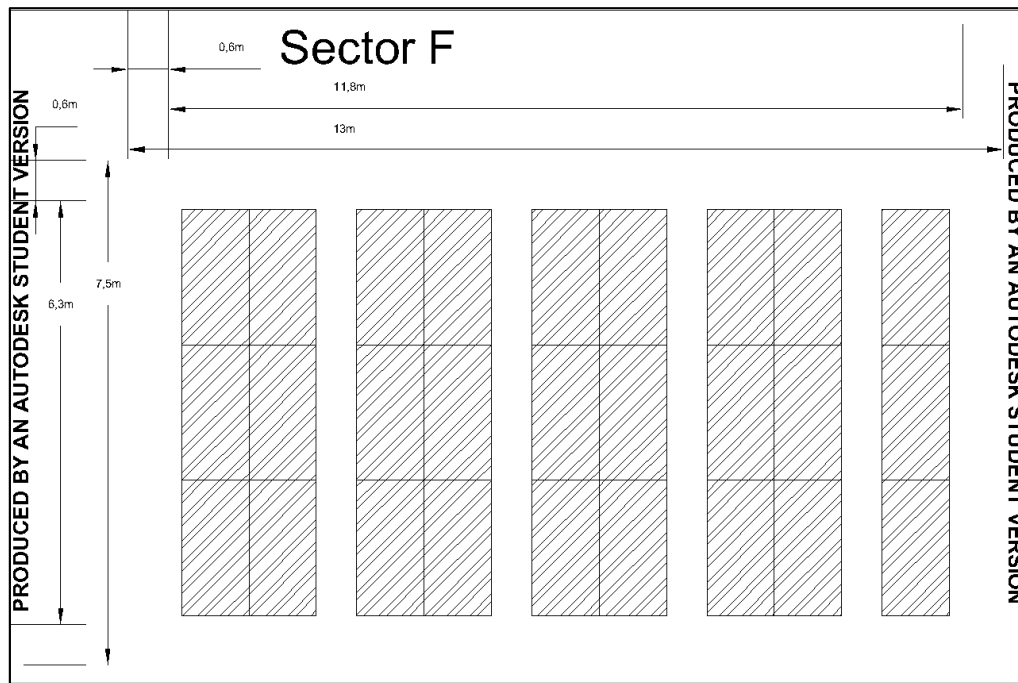 Sector F
0,6m
11,8m
13m
0,6m
7,5m
6,3m
PRODUCED BY AN AUTODESK STUDENT VERSION
PRODUCED BY AN AUTODESK STUDENT VERSION